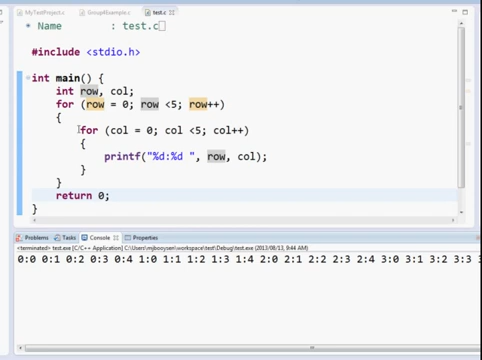 MyTestProject.c Group4Example.c test.c
* Name : test.c
#include <stdio.h>
int main() {
int row, col;
for (row = 0; row <5; row++)
{
for (col = 0; col <5; col++)
{
printf("%d:%d ", row, col);
}
}
return 0;
}
Problems Tasks Console Properties
<terminated> test.exe [C/C++ Application] C:\Users\mjbooysen\workspace\test\Debug\test.exe (2013/08/13, 9:44 AM)
0:0 0:1 0:2 0:3 0:4 1:0 1:1 1:2 1:3 1:4 2:0 2:1 2:2 2:3 2:4 3:0 3:1 3:2 3:3